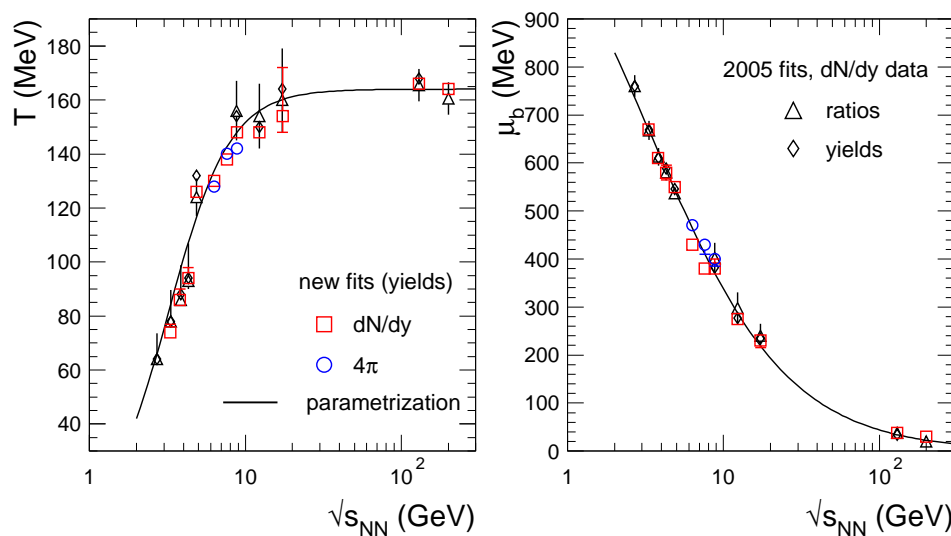 T (MeV)
180
160
140
120
100
80
60
40
new fits (yields)
dN/dy
4π
parametrization
1
10
10²
√s_NN (GeV)
μ_b (MeV)
900
800
700
600
500
400
300
200
100
0
2005 fits, dN/dy data
ratios
yields
1
10
10²
√s_NN (GeV)